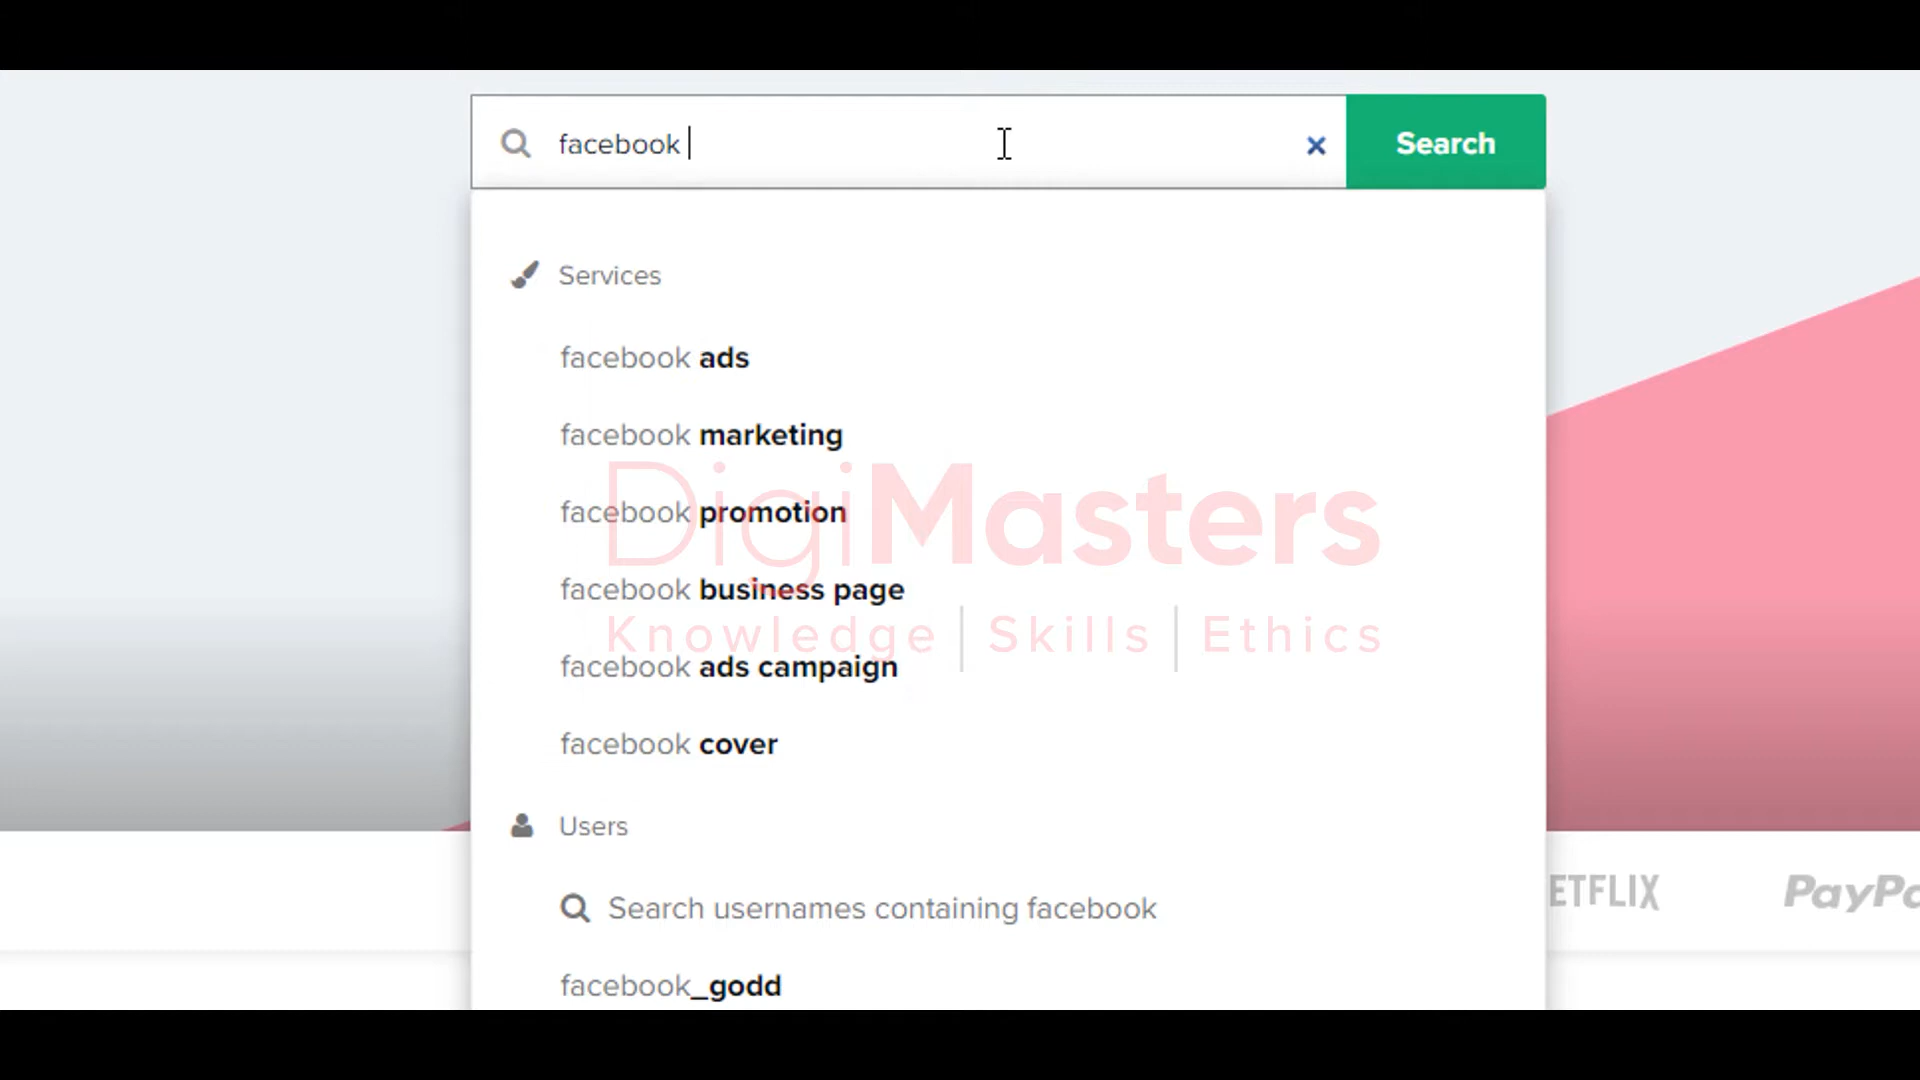 facebook
Search
Services
facebook ads
facebook marketing
facebook promotion
facebook business page
facebook ads campaign
facebook cover
DigiMasters
Knowledge | Skills | Ethics
Users
Search usernames containing facebook
facebook_godd
ETFLIX
PayPa